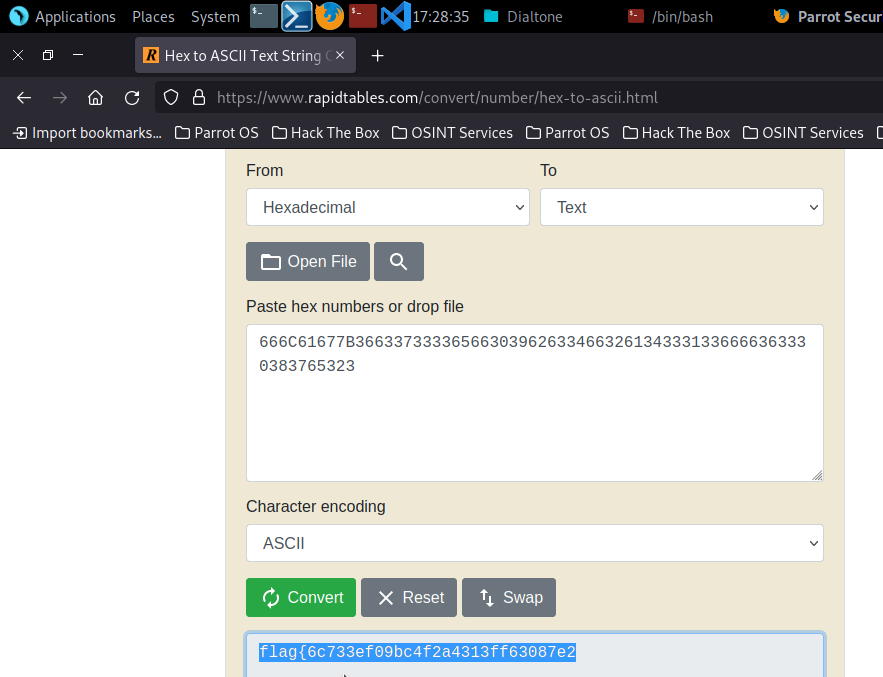 Applications Places System 17:28:35 Dialtone /bin/bash Parrot Secur
Hex to ASCII Text String C
https://www.rapidtables.com/convert/number/hex-to-ascii.html
Import bookmarks... Parrot OS Hack The Box OSINT Services Parrot OS Hack The Box OSINT Services
From To
Hexadecimal Text
Open File
Paste hex numbers or drop file
666C61677B36633733336566303962633466326134333133666636333
0383765323
Character encoding
ASCII
Convert Reset Swap
flag{6c733ef09bc4f2a4313ff63087e2